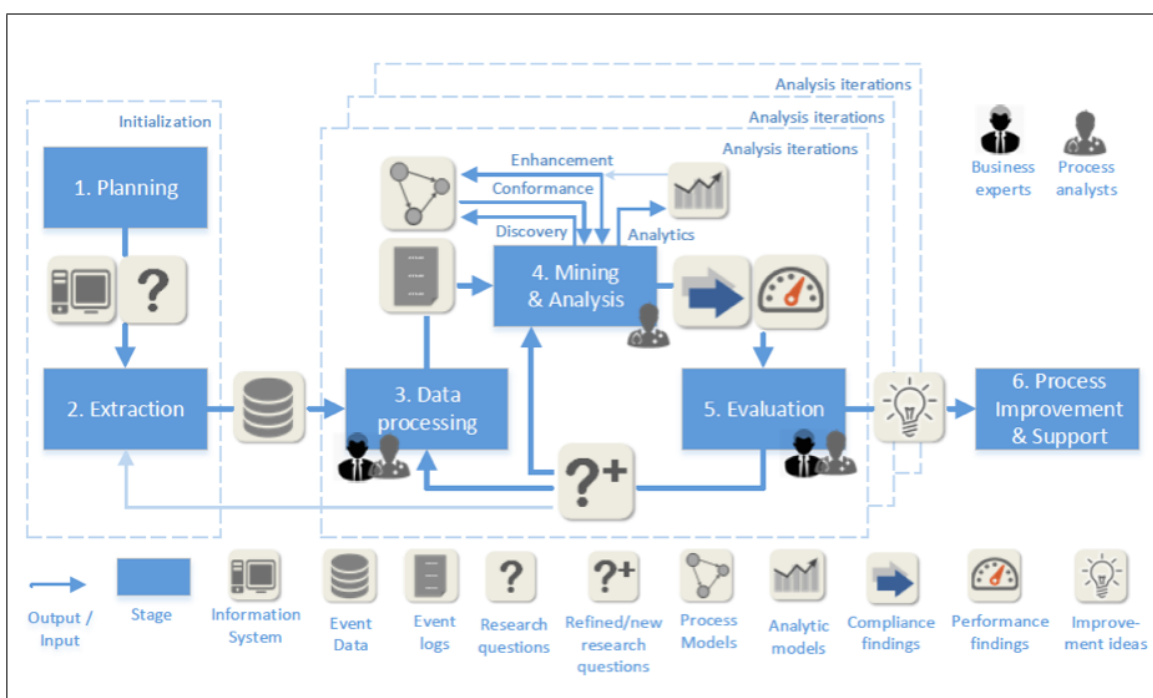 Analysis iterations
Analysis iterations
Analysis iterations
Initialization
1. Planning
2. Extraction
Enhancement
Conformance
Discovery
Analytics
4. Mining
& Analysis
3. Data
processing
5. Evaluation
6. Process
Improvement
& Support
Business
experts
Process
analysts
?
?+
Output /
Input
Stage
Information
System
Event
Data
Event
logs
?
Research
questions
?+
Refined/new
research
questions
Process
Models
Analytic
models
Compliance
findings
Performance
findings
Improve-
ment ideas